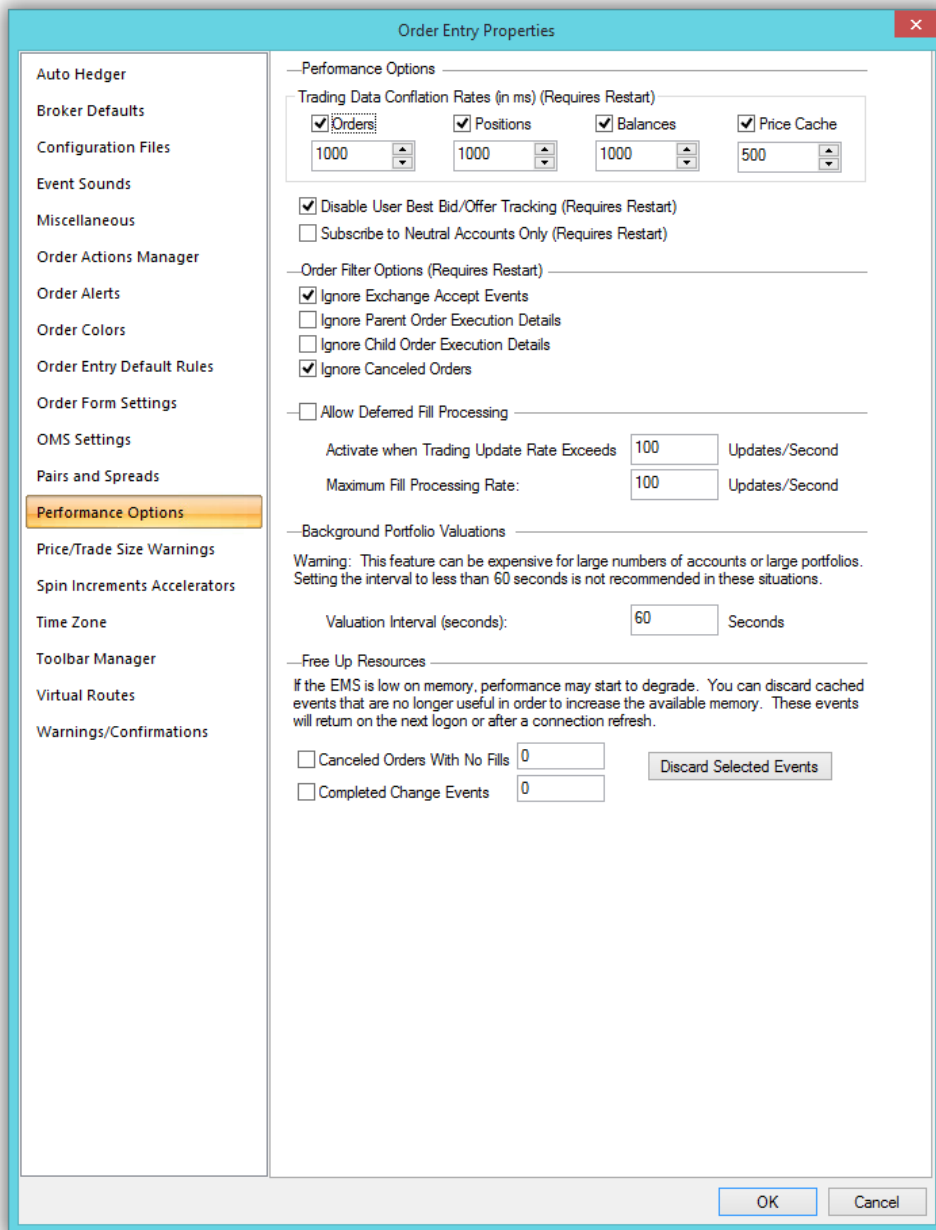 Order Entry Properties
Auto Hedger
Broker Defaults
Configuration Files
Event Sounds
Miscellaneous
Order Actions Manager
Order Alerts
Order Colors
Order Entry Default Rules
Order Form Settings
OMS Settings
Pairs and Spreads
Performance Options
Price/Trade Size Warnings
Spin Increments Accelerators
Time Zone
Toolbar Manager
Virtual Routes
Warnings/Confirmations
Performance Options
Trading Data Conflation Rates (in ms) (Requires Restart)
Orders Positions Balances Price Cache
1000 1000 1000 500
Disable User Best Bid/Offer Tracking (Requires Restart)
Subscribe to Neutral Accounts Only (Requires Restart)
Order Filter Options (Requires Restart)
Ignore Exchange Accept Events
Ignore Parent Order Execution Details
Ignore Child Order Execution Details
Ignore Canceled Orders
Allow Deferred Fill Processing
Activate when Trading Update Rate Exceeds 100 Updates/Second
Maximum Fill Processing Rate: 100 Updates/Second
Background Portfolio Valuations
Warning: This feature can be expensive for large numbers of accounts or large portfolios.
Setting the interval to less than 60 seconds is not recommended in these situations.
Valuation Interval (seconds): 60 Seconds
Free Up Resources
If the EMS is low on memory, performance may start to degrade. You can discard cached
events that are no longer useful in order to increase the available memory. These events
will return on the next logon or after a connection refresh.
Canceled Orders With No Fills 0
Discard Selected Events
Completed Change Events 0
OK Cancel